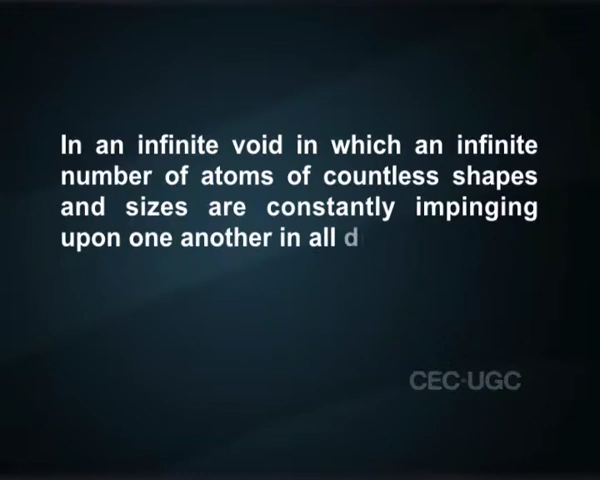 In an infinite void in which an infinite
number of atoms of countless shapes
and sizes are constantly impinging
upon one another in all d
CEC-UGC